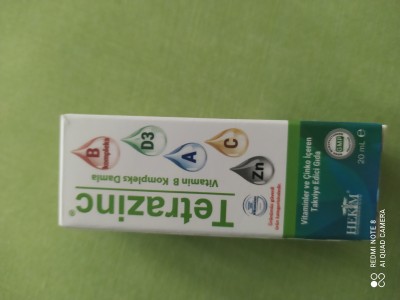 Tetrazinc®
Vitamin B Kompleks Damla
B
kompleks
D3
A
C
Zn
Vitaminler ve Çinko İçeren
Takviye Edici Gıda
GMP
20 mL e
HEKİM
REDMI NOTE 8
AI QUAD CAMERA